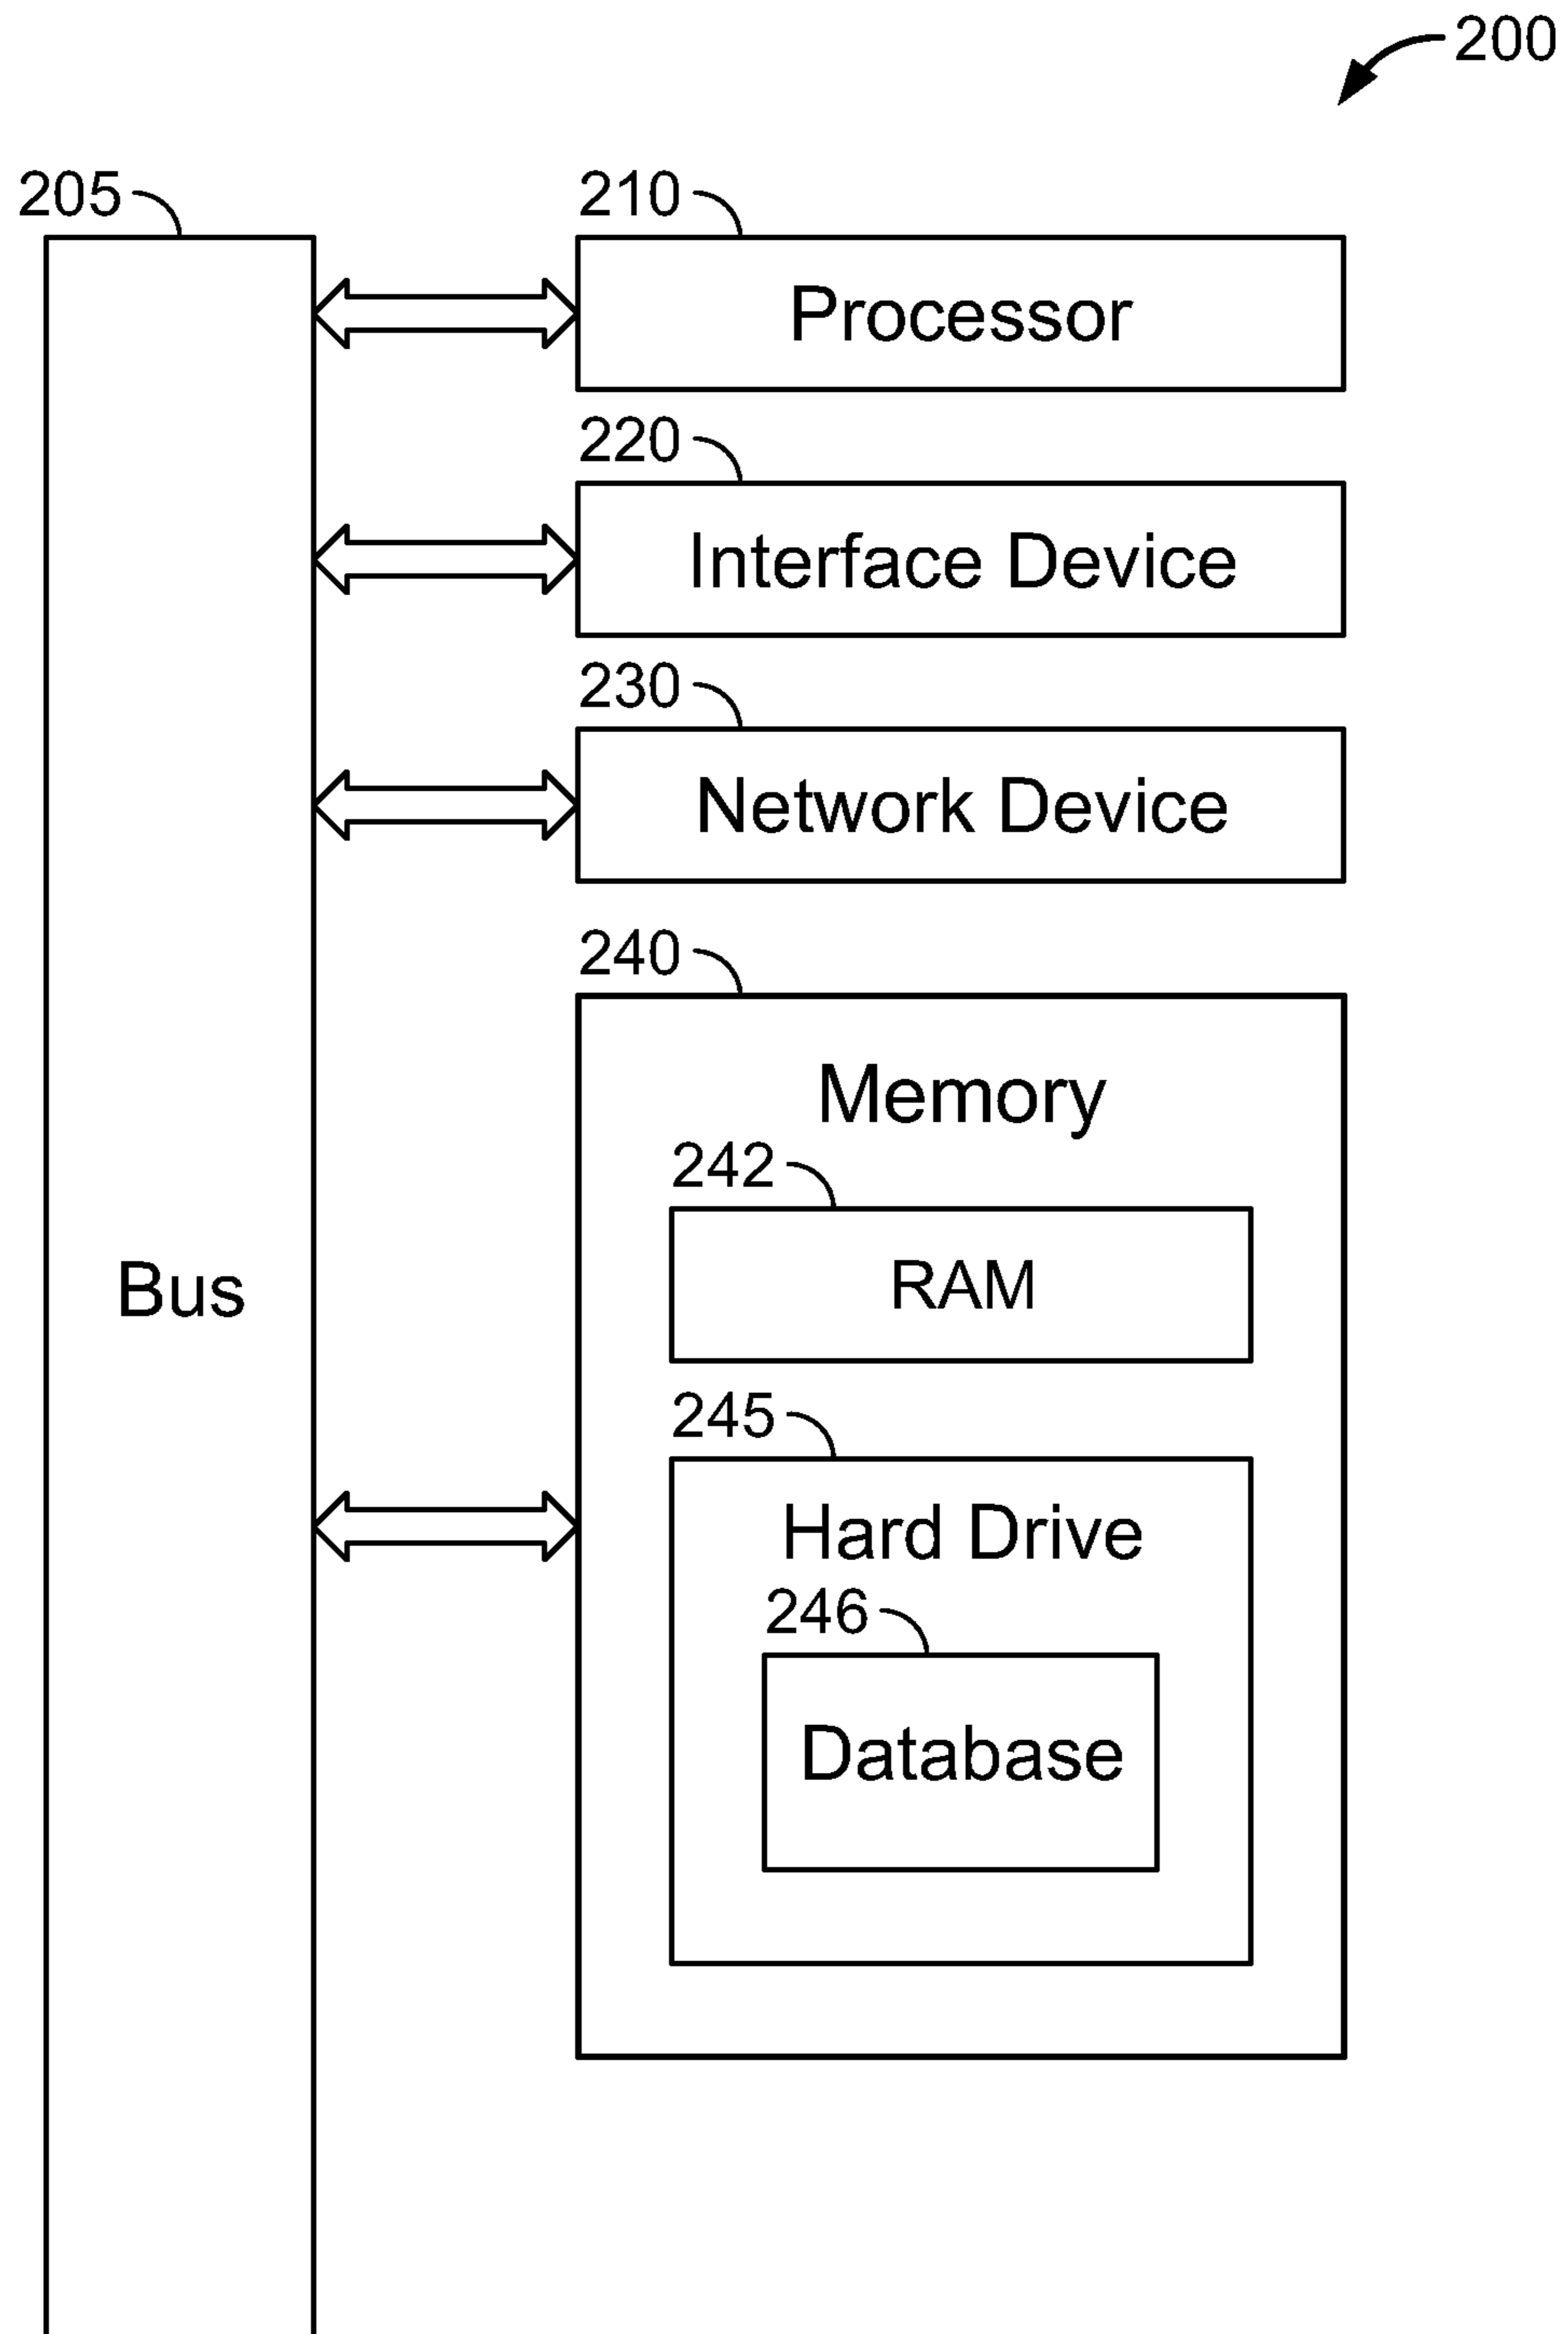 200
205
210
Processor
220
Interface Device
230
Network Device
240
Memory
242
RAM
Bus
245
Hard Drive
246
Database